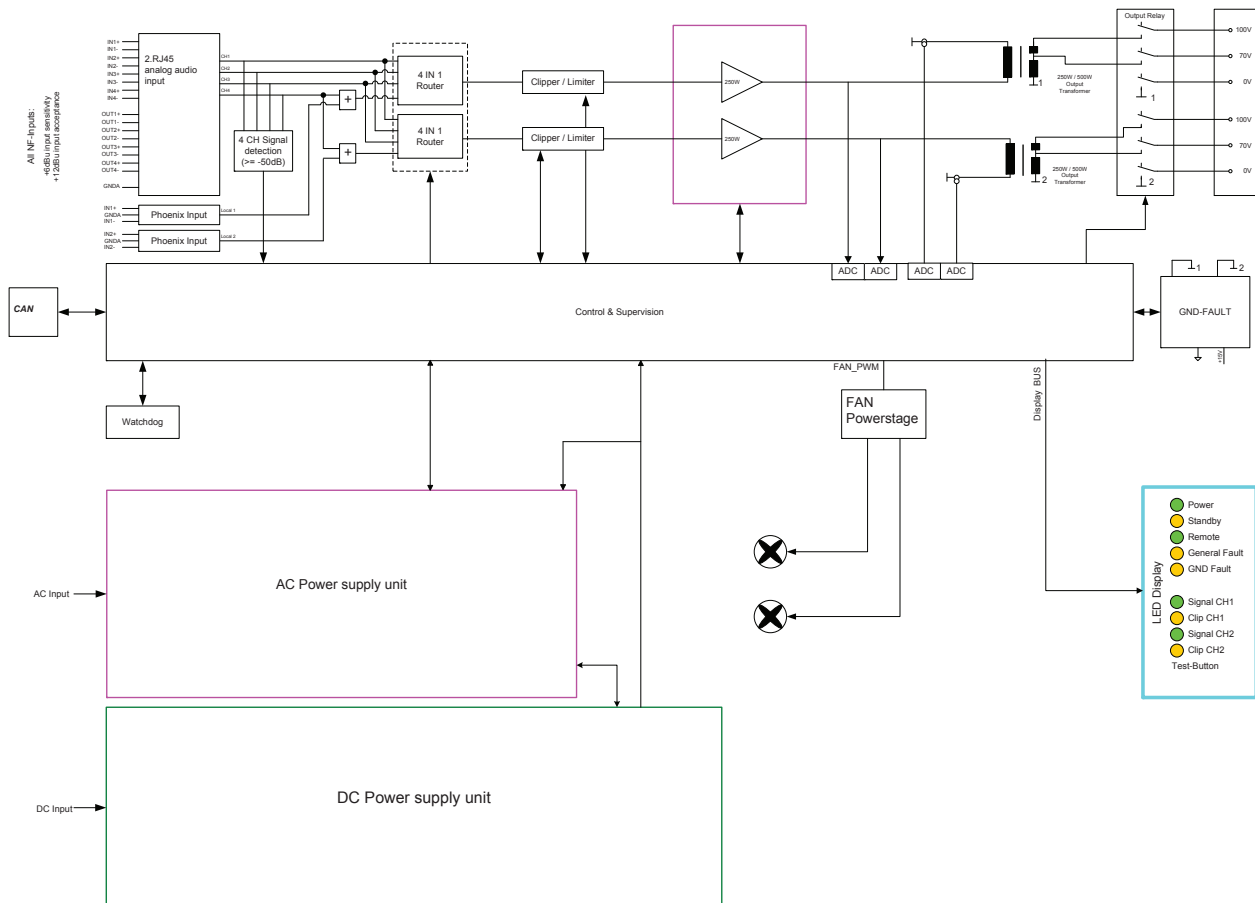 All NF-Inputs:
+6dBu input sensitivity
+12dBu input acceptance
IN1+
IN1-
IN2+
IN2-
IN3+
IN3-
IN4+
IN4-
OUT1+
OUT1-
OUT2+
OUT2-
OUT3+
OUT3-
OUT4+
OUT4-
GNDA
2.RJ45
analog audio
input
CH1
CH2
CH3
CH4
4 CH Signal
detection
(>= -50dB)
IN1+
GNDA
IN1-
Phoenix Input
Local 1
IN2+
GNDA
IN2-
Phoenix Input
Local 2
+
+
4 IN 1
Router
4 IN 1
Router
Clipper / Limiter
Clipper / Limiter
250W
250W
1
250W / 500W
Output
Transformer
2
250W / 500W
Output
Transformer
Output Relay
1
2
100V
70V
0V
100V
70V
0V
ADC
ADC
ADC
ADC
CAN
Control & Supervision
1
2
GND-FAULT
+15V
Watchdog
FAN_PWM
FAN
Powerstage
Display BUS
AC Input
AC Power supply unit
DC Input
DC Power supply unit
LED Display
Power
Standby
Remote
General Fault
GND Fault
Signal CH1
Clip CH1
Signal CH2
Clip CH2
Test-Button